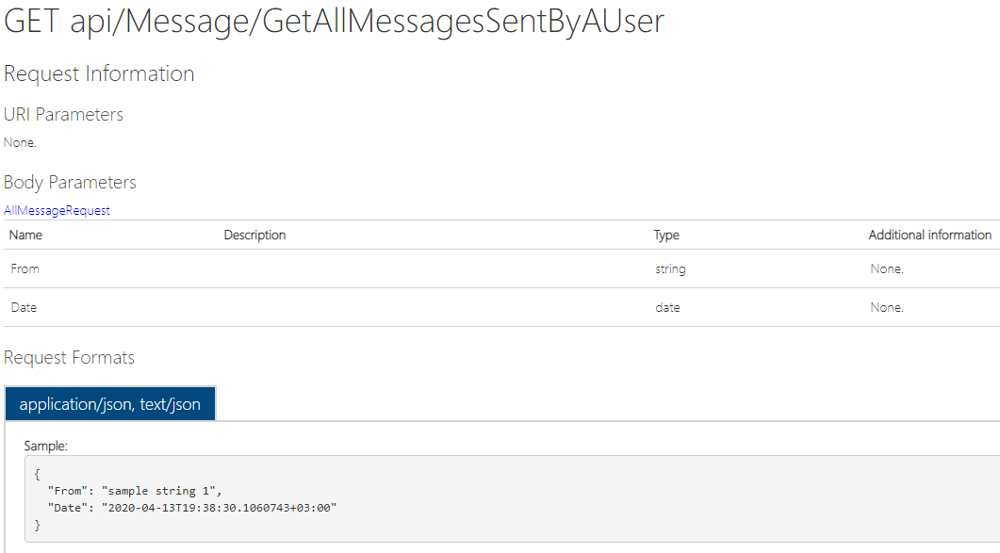 GET api/Message/GetAllMessagesSentByAUser
Request Information
URI Parameters
None.
Body Parameters
AllMessageRequest
Name Description Type Additional information
From string None.
Date date None.
Request Formats
application/json, text/json
Sample:
{
"From": "sample string 1",
"Date": "2020-04-13T19:38:30.1060743+03:00"
}